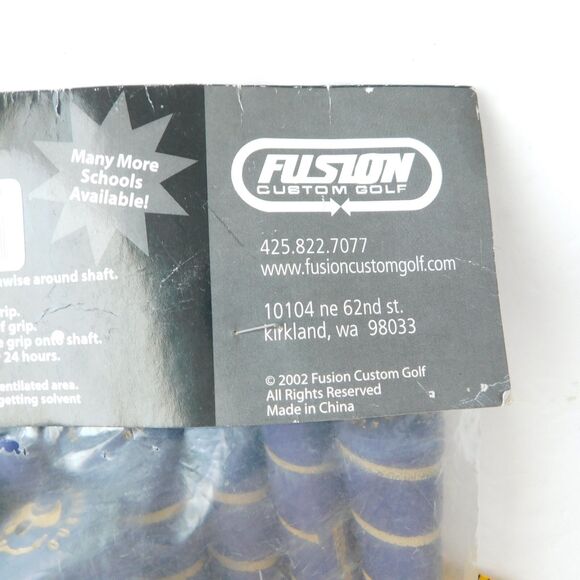 Many More
Schools
Available!
wise around shaft.
rip.
f grip.
grip onto shaft.
24 hours.
entilated area.
getting solvent
FUSION
CUSTOM GOLF
425.822.7077
www.fusioncustomgolf.com
10104 ne 62nd st.
kirkland, wa 98033
© 2002 Fusion Custom Golf
All Rights Reserved
Made in China